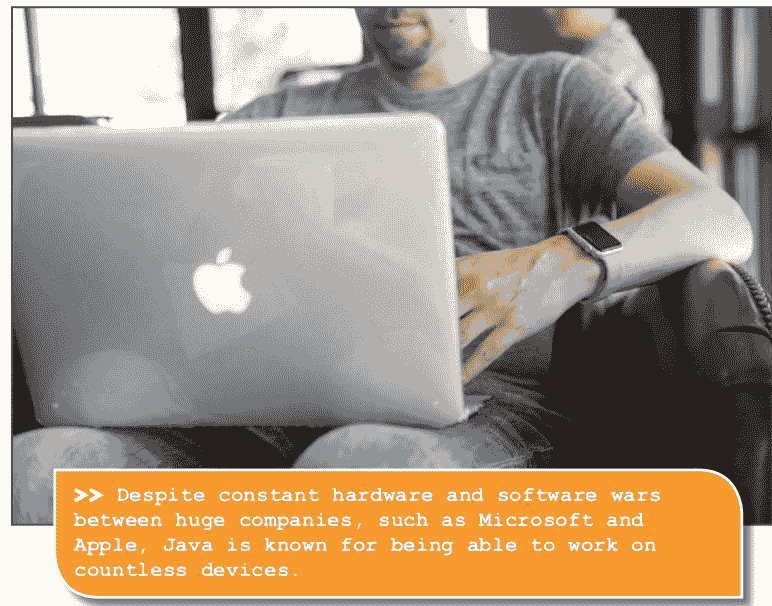 >> Despite constant hardware and software wars
between huge companies, such as Microsoft and
Apple, Java is known for being able to work on
countless devices.